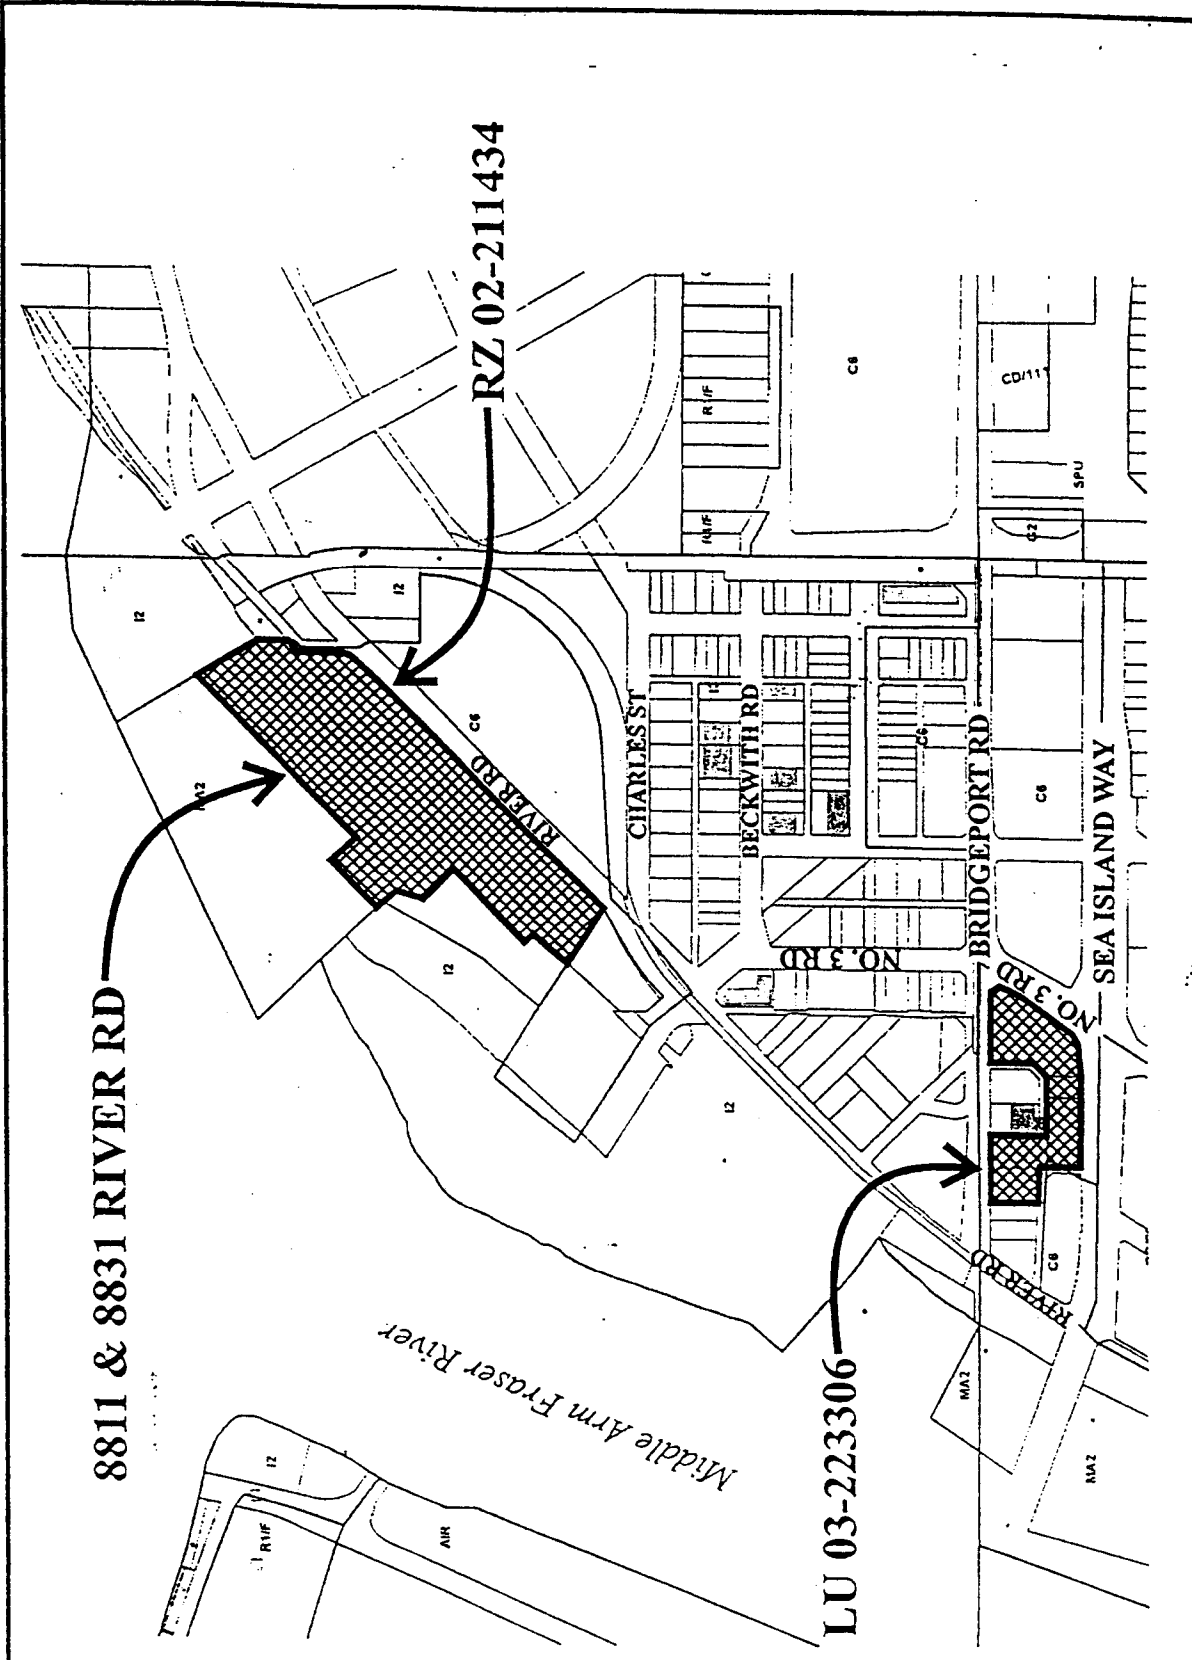 8811 & 8831 RIVER RD
RZ 02-211434
LU 03-223306
I2
I2
MA2
C6
RIVER RD
I2
I2
CHARLES ST
BECKWITH RD
NO. 3 RD
BRIDGEPORT RD
NO. 3 RD
SEA ISLAND WAY
RIVER RD
Middle Arm Fraser River
R1/F
R1/F
C6
CD/111
SPU
C2
C6
C6
C6
MA2
MA2
I2
R1/F
AIR